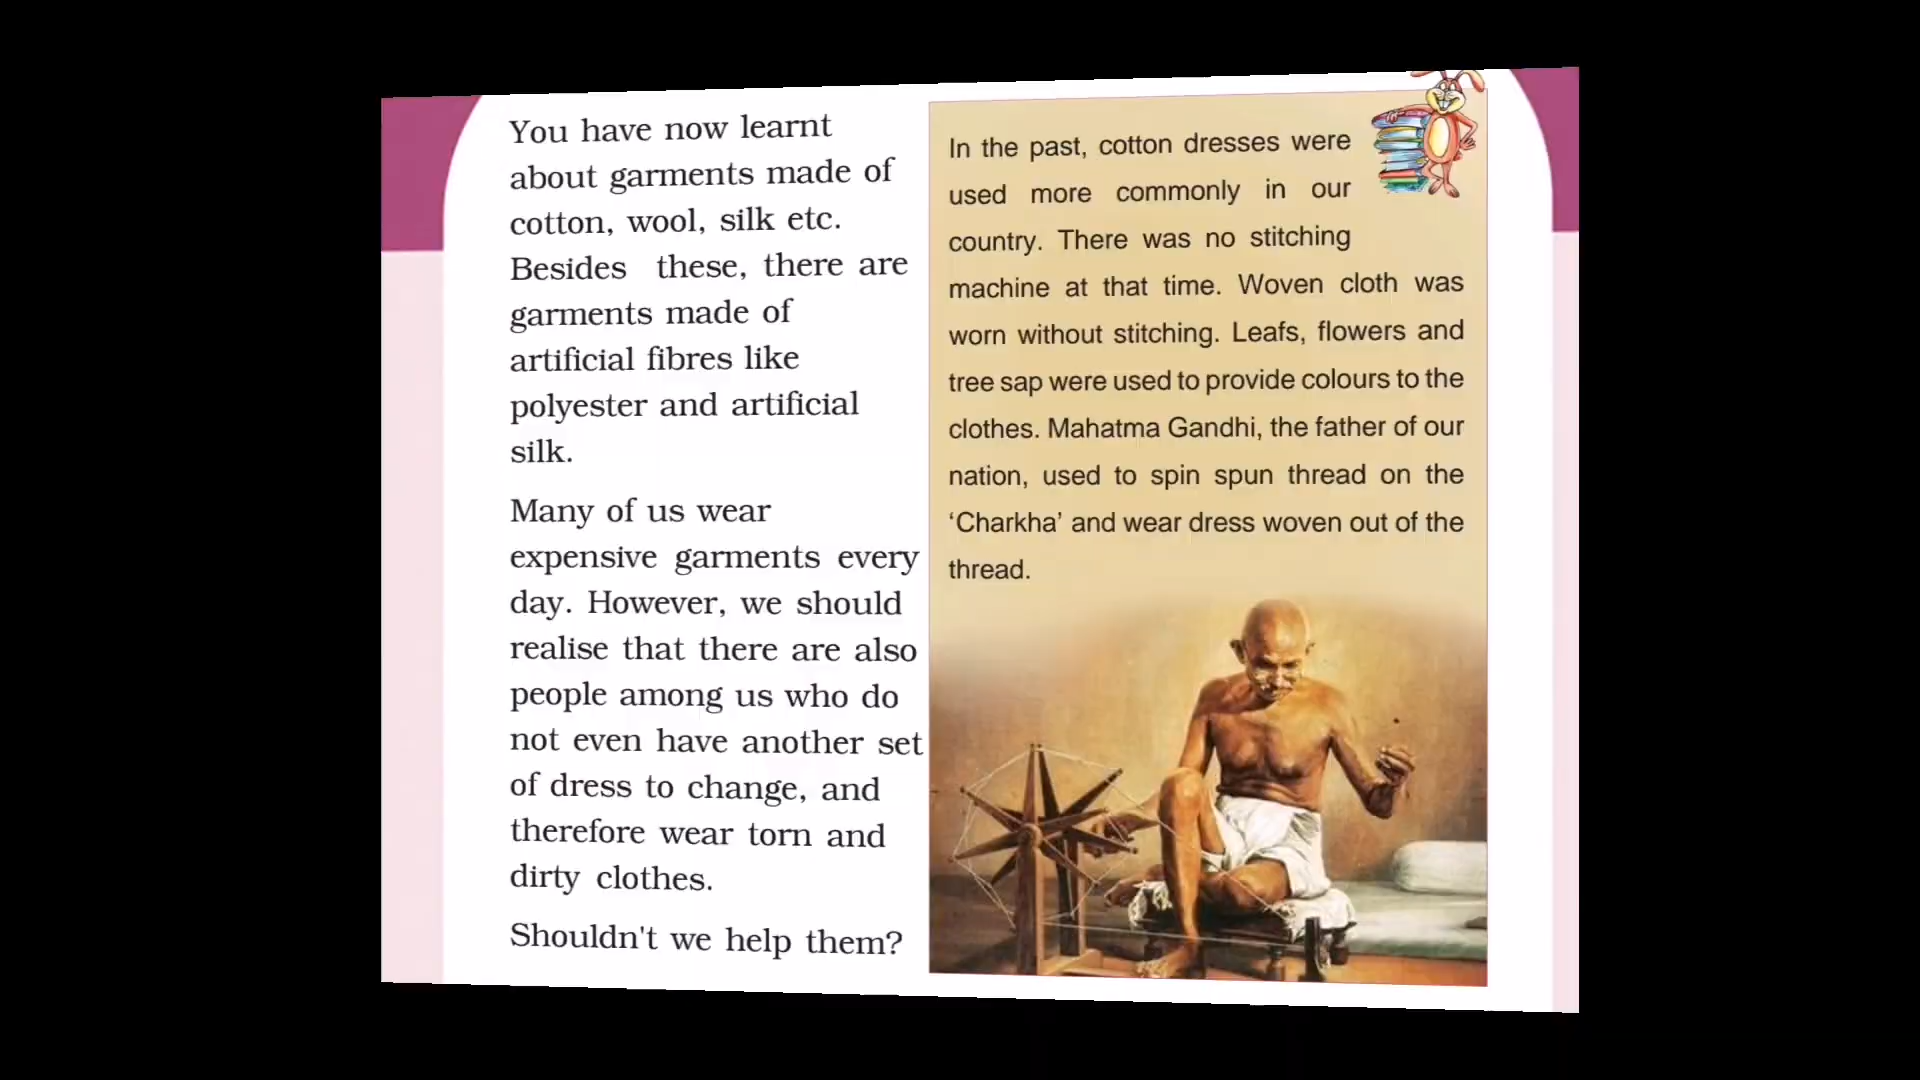 You have now learnt
about garments made of
cotton, wool, silk etc.
Besides these, there are
garments made of
artificial fibres like
polyester and artificial
silk.
Many of us wear
expensive garments every
day. However, we should
realise that there are also
people among us who do
not even have another set
of dress to change, and
therefore wear torn and
dirty clothes.
Shouldn't we help them?
In the past, cotton dresses were
used more commonly in our
country. There was no stitching
machine at that time. Woven cloth was
worn without stitching. Leafs, flowers and
tree sap were used to provide colours to the
clothes. Mahatma Gandhi, the father of our
nation, used to spin spun thread on the
‘Charkha’ and wear dress woven out of the
thread.